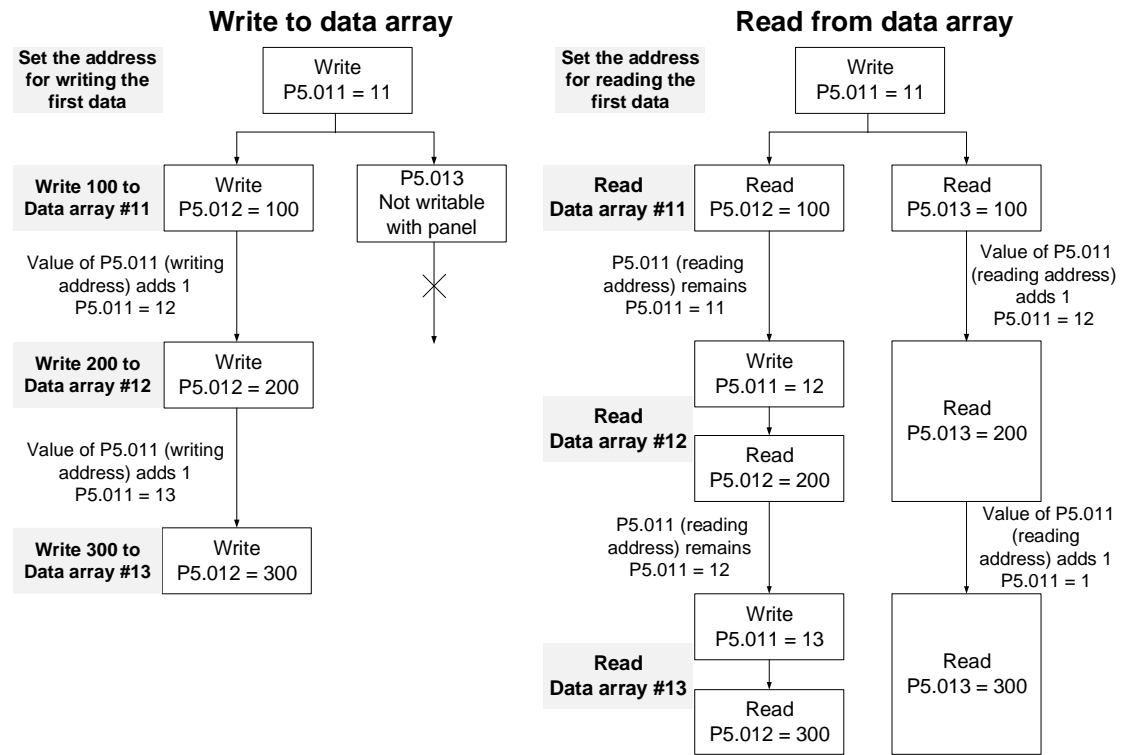 Write to data array
Set the address
for writing the
first data
Write
P5.011 = 11
Write 100 to
Data array #11
Write
P5.012 = 100
P5.013
Not writable
with panel
Value of P5.011 (writing
address) adds 1
P5.011 = 12
Write 200 to
Data array #12
Write
P5.012 = 200
Value of P5.011 (writing
address) adds 1
P5.011 = 13
Write 300 to
Data array #13
Write
P5.012 = 300
Read from data array
Set the address
for reading the
first data
Write
P5.011 = 11
Read
Data array #11
Read
P5.012 = 100
Read
P5.013 = 100
P5.011 (reading
address) remains
P5.011 = 11
Value of P5.011
(reading address)
adds 1
P5.011 = 12
Read
Data array #12
Write
P5.011 = 12
Read
P5.012 = 200
Read
P5.013 = 200
P5.011 (reading
address) remains
P5.011 = 12
Value of P5.011
(reading
address) adds 1
P5.011 = 1
Read
Data array #13
Write
P5.011 = 13
Read
P5.012 = 300
Read
P5.013 = 300